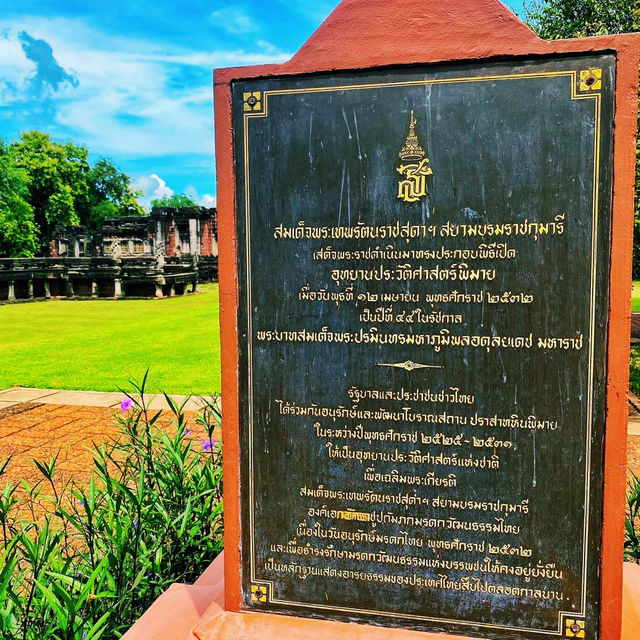 สมเด็จพระเทพรัตนราชสุดาฯ สยามบรมราชกุมารี
เสด็จพระราชดำเนินมาทรงประกอบพิธีเปิด
อุทยานประวัติศาสตร์พิมาย
เมื่อวันพุธที่ ๑๒ เมษายน พุทธศักราช ๒๕๓๒
เป็นปีที่ ๔๔ ในรัชกาล
พระบาทสมเด็จพระปรมินทรมหาภูมิพลอดุลยเดช มหาราช
รัฐบาลและประชาชนชาวไทย
ได้ร่วมกันอนุรักษ์และพัฒนาโบราณสถาน ปราสาทหินพิมาย
ในระหว่างปีพุทธศักราช ๒๕๒๕ - ๒๕๓๑
ให้เป็นอุทยานประวัติศาสตร์แห่งชาติ
เพื่อเฉลิมพระเกียรติ
สมเด็จพระเทพรัตนราชสุดาฯ สยามบรมราชกุมารี
องค์เอกอัครราชูปถัมภกมรดกวัฒนธรรมไทย
เนื่องในวันอนุรักษ์มรดกไทย พุทธศักราช ๒๕๓๒
และเพื่อธำรงรักษามรดกวัฒนธรรมแห่งบรรพชนให้คงอยู่ยั่งยืน
เป็นหลักฐานแสดงอารยธรรมของประเทศไทยสืบไปตลอดกาลนาน .